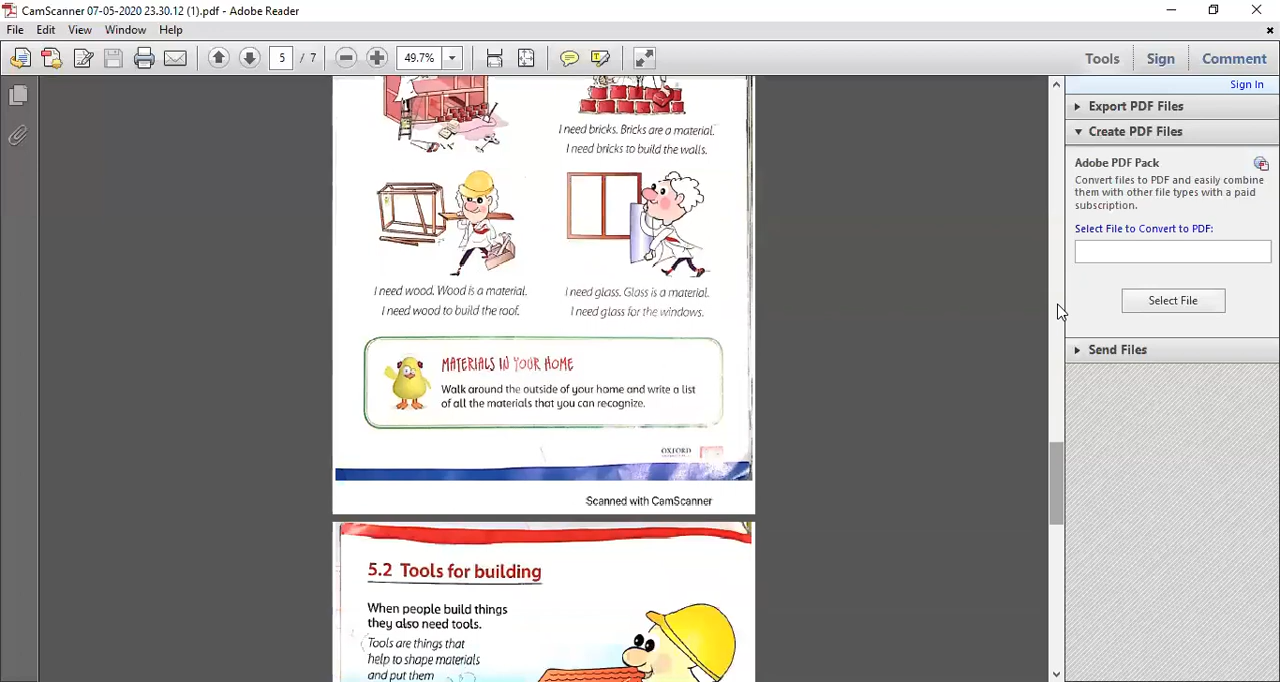 CamScanner 07-05-2020 23.30.12 (1).pdf - Adobe Reader
File Edit View Window Help
5 / 7
49.7%
Tools Sign Comment
Sign In
Export PDF Files
Create PDF Files
Adobe PDF Pack
Convert files to PDF and easily combine
them with other file types with a paid
subscription.
Select File to Convert to PDF:
Select File
Send Files
I need bricks. Bricks are a material.
I need bricks to build the walls.
I need wood. Wood is a material.
I need wood to build the roof.
I need glass. Glass is a material.
I need glass for the windows.
MATERIALS IN YOUR HOME
Walk around the outside of your home and write a list
of all the materials that you can recognize.
OXFORD
Scanned with CamScanner
5.2 Tools for building
When people build things
they also need tools.
Tools are things that
help to shape materials
and put them